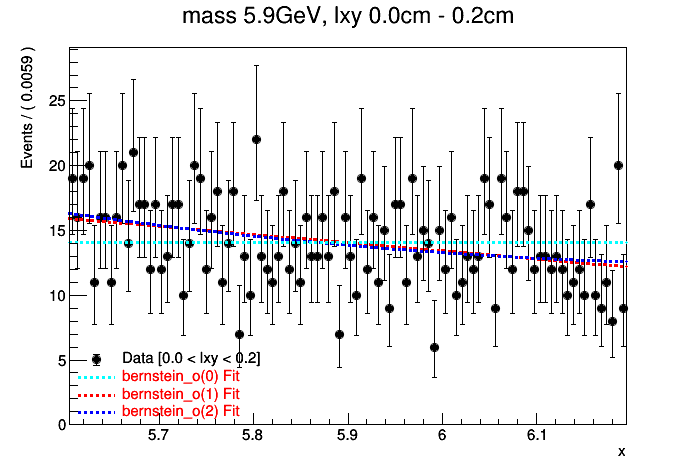 mass 5.9GeV, lxy 0.0cm - 0.2cm
Events / ( 0.0059 )
25
20
15
10
5
0
Data [0.0 < lxy < 0.2]
bernstein_o(0) Fit
bernstein_o(1) Fit
bernstein_o(2) Fit
5.7 5.8 5.9 6 6.1
x